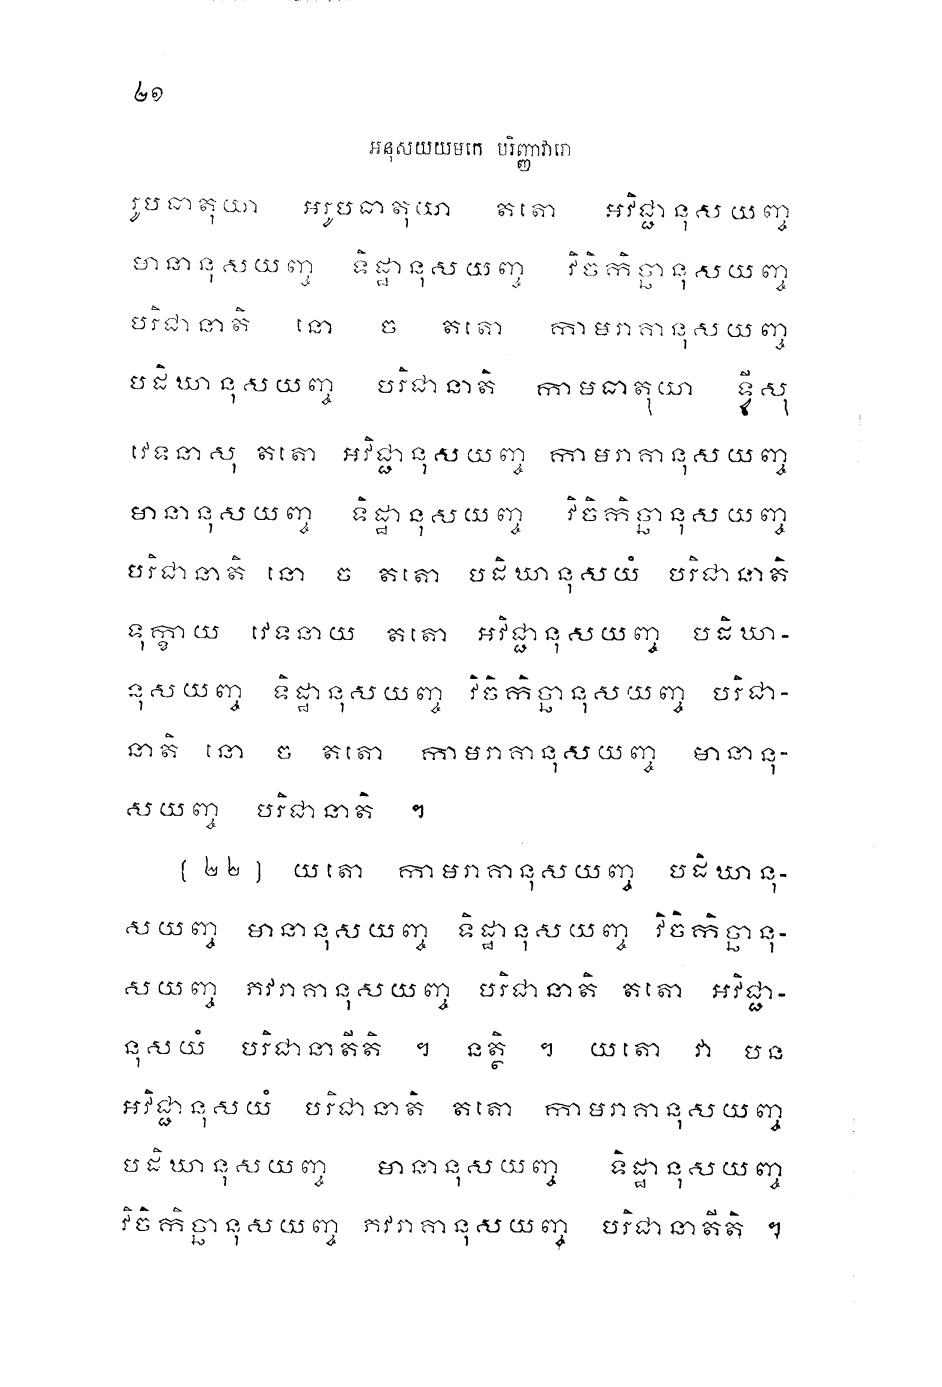 ៤១
អនុសយយមកេ បរិញ្ញាវារោ
រូបធាតុយា អរូបធាតុយា តតោ អវិជ្ជានុសយញ្ច
មានានុសយញ្ច ទិដ្ឋានុសយញ្ច វិចិកិច្ឆានុសយញ្ច
បរិជានាតិ នោ ច តតោ កាមរាគានុសយញ្ច
បដិឃានុសយញ្ច បរិជានាតិ កាមធាតុយា ទ្វីសុ
វេទនាសុ តតោ អវិជ្ជានុសយញ្ច កាមរាគានុសយញ្ច
មានានុសយញ្ច ទិដ្ឋានុសយញ្ច វិចិកិច្ឆានុសយញ្ច
បរិជានាតិ នោ ច តតោ បដិឃានុសយំ បរិជានាតិ
ទុក្ខាយ វេទនាយ តតោ អវិជ្ជានុសយញ្ច បដិឃា-
នុសយញ្ច ទិដ្ឋានុសយញ្ច វិចិកិច្ឆានុសយញ្ច បរិជា-
នាតិ នោ ច តតោ កាមរាគានុសយញ្ច មានានុ-
សយញ្ច បរិជានាតិ ។
[២២] យតោ កាមរាគានុសយញ្ច បដិឃានុ-
សយញ្ច មានានុសយញ្ច ទិដ្ឋានុសយញ្ច វិចិកិច្ឆានុ-
សយញ្ច ភវរាគានុសយញ្ច បរិជានាតិ តតោ អវិជ្ជា-
នុសយំ បរិជានាតីតិ ។ នត្ថិ ។ យតោ វា បន
អវិជ្ជានុសយំ បរិជានាតិ តតោ កាមរាគានុសយញ្ច
បដិឃានុសយញ្ច មានានុសយញ្ច ទិដ្ឋានុសយញ្ច
វិចិកិច្ឆានុសយញ្ច ភវរាគានុសយញ្ច បរិជានាតីតិ ។